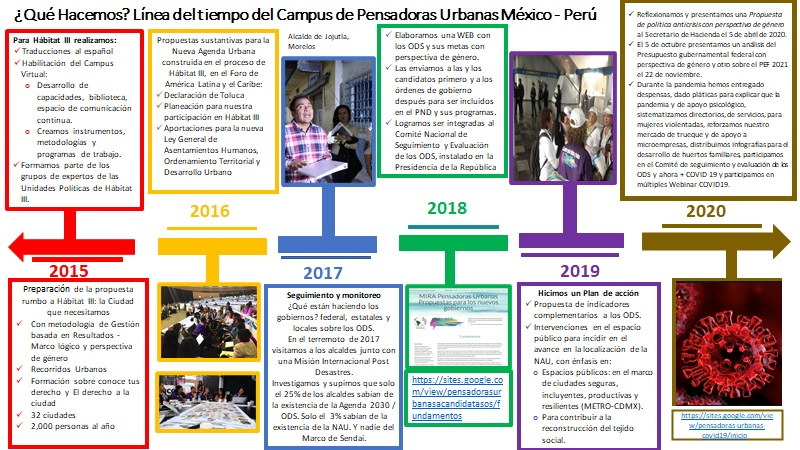 ¿Qué Hacemos? Línea del tiempo del Campus de Pensadoras Urbanas México - Perú
Para Hábitat III realizamos:
✓ Traducciones al español
✓ Habilitación del Campus
Virtual:
o Desarrollo de
capacidades, biblioteca,
espacio de comunicación
continua.
o Creamos instrumentos,
metodologías y
programas de trabajo.
✓ Formamos parte de los
grupos de expertos de las
Unidades Políticas de Hábitat
III.
2015
Preparación de la propuesta
rumbo a Hábitat III: la Ciudad
que necesitamos
✓ Con metodología de Gestión
basada en Resultados -
Marco lógico y perspectiva
de género
✓ Recorridos Urbanos
✓ Formación sobre conoce tus
derecho y El derecho a la
ciudad
✓ 32 ciudades
✓ 2,000 personas al año
Propuestas sustantivas para la
Nueva Agenda Urbana
construida en el proceso de
Hábitat III, en el Foro de
América Latina y el Caribe:
✓ Declaración de Toluca
✓ Planeación para nuestra
participación en Hábitat III
✓ Aportaciones para la nueva
Ley General de
Asentamientos Humanos,
Ordenamiento Territorial y
Desarrollo Urbano
2016
Alcalde de Jojutla,
Morelos
2017
Seguimiento y monitoreo
¿Qué están haciendo los
gobiernos? federal, estatales y
locales sobre los ODS.
En el terremoto de 2017
visitamos a los alcaldes junto con
una Misión Internacional Post
Desastres.
Investigamos y supimos que solo
el 25% de los alcaldes sabían de
la existencia de la Agenda 2030 /
ODS. Solo el 3% sabían de la
existencia de la NAU. Y nadie del
Marco de Sendai.
✓ Elaboramos una WEB con
los ODS y sus metas con
perspectiva de género.
✓ Las enviamos a las y los
candidatos primero y a los
órdenes de gobierno
después para ser incluidos
en el PND y sus programas.
✓ Logramos ser integradas al
Comité Nacional de
Seguimiento y Evaluación
de los ODS, instalado en la
Presidencia de la República
2018
MIRA Pensadoras Urbanas
Propuestas para los nuevos
gobiernos
https://sites.google.co
m/view/pensadorasur
banasacandidatasos/f
undamentos
2019
Hicimos un Plan de acción
✓ Propuesta de indicadores
complementarios a los ODS.
✓ Intervenciones en el espacio
público para incidir en el
avance en la localización de la
NAU, con énfasis en:
o Espacios públicos: en el marco
de ciudades seguras,
incluyentes, productivas y
resilientes (METRO-CDMX).
o Para contribuir a la
reconstrucción del tejido
social.
✓ Reflexionamos y presentamos una Propuesta
de política anticrisis con perspectiva de género
al Secretario de Hacienda el 5 de abril de 2020.
✓ El 5 de octubre presentamos un análisis del
Presupuesto gubernamental federal con
perspectiva de género y otro sobre el PEF 2021
el 22 de noviembre.
✓ Durante la pandemia hemos entregado
despensas, dado pláticas para explicar que la
pandemia y de apoyo psicológico,
sistematizamos directorios, de servicios, para
mujeres violentadas, reforzamos nuestro
mercado de trueque y de apoyo a
microempresas, distribuimos infografías para el
desarrollo de huertos familiares, participamos
en el Comité de seguimiento y evaluación de los
ODS y ahora + COVID-19 y participamos en
múltiples Webinar COVID19.
2020
https://sites.google.com/vie
w/pensadoras-urbanas
covid19/inicio